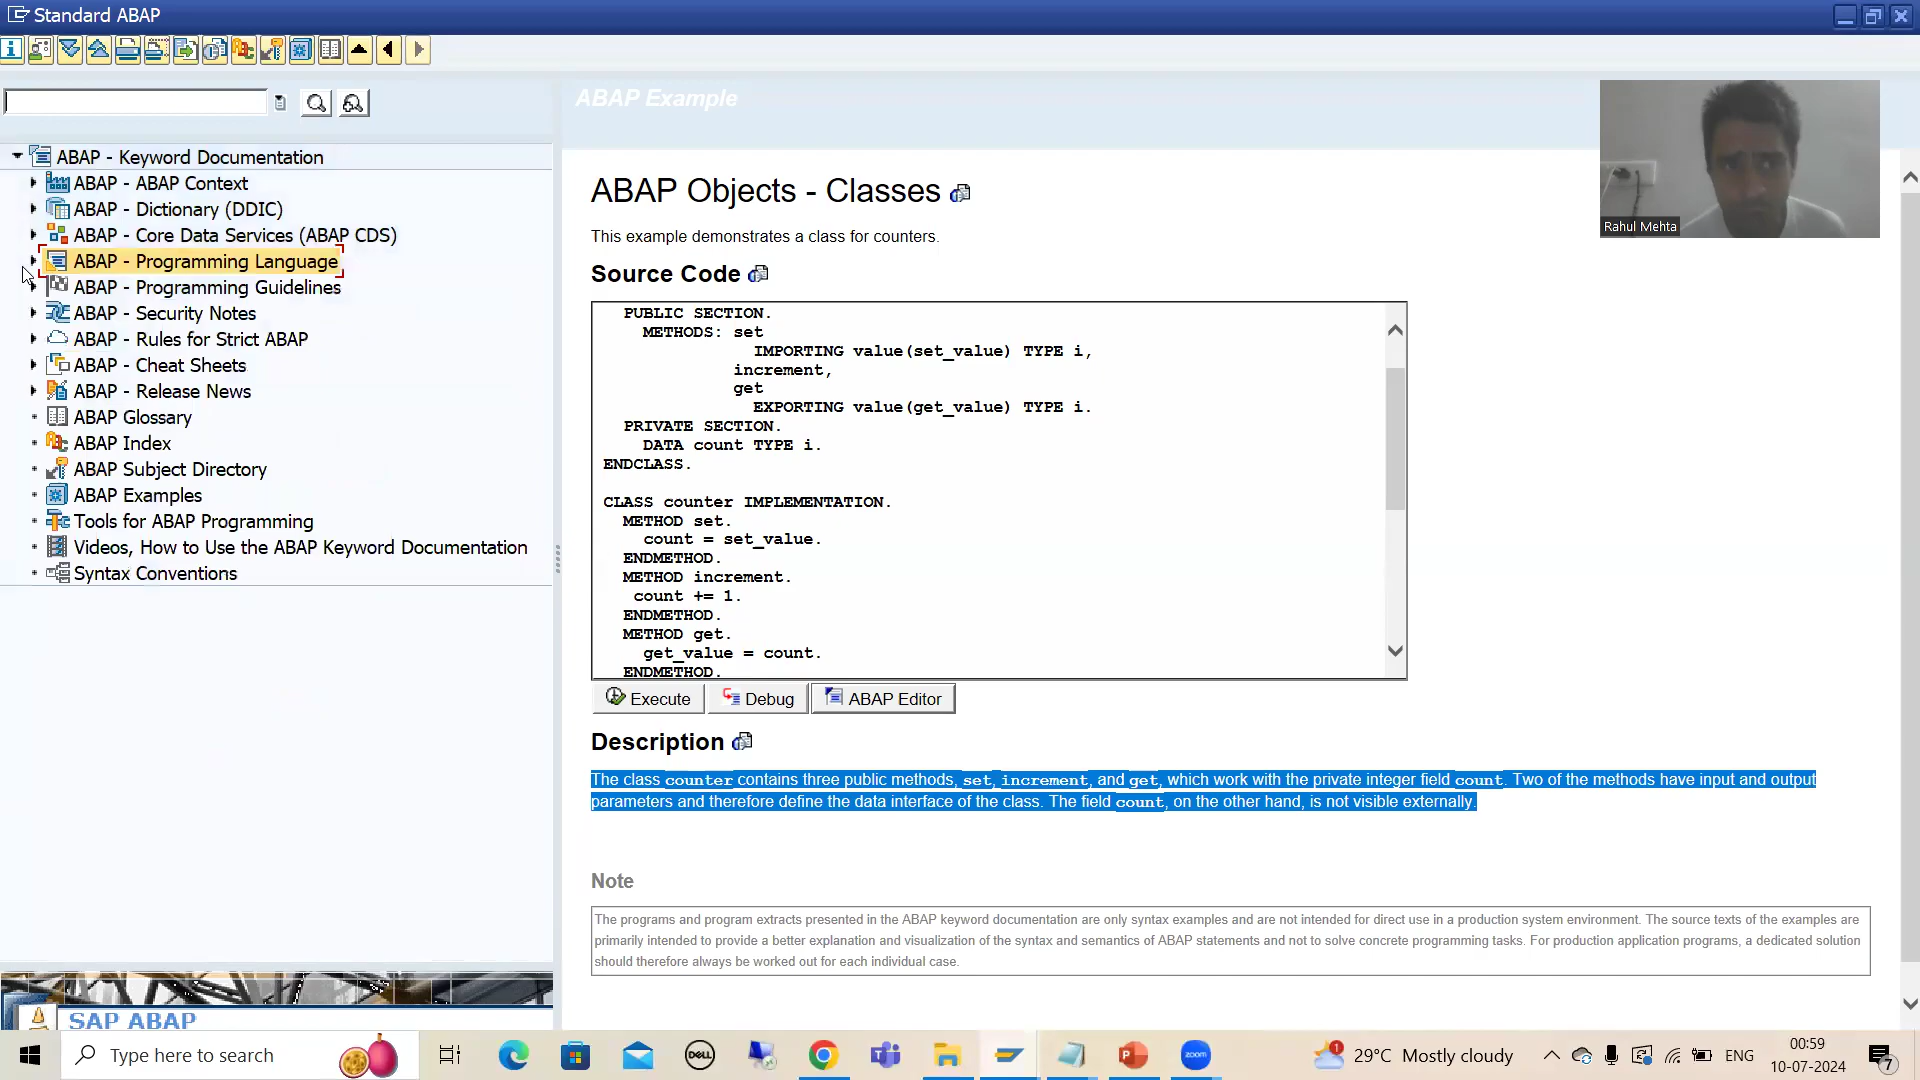 Standard ABAP
ABAP - Keyword Documentation
ABAP - ABAP Context
ABAP - Dictionary (DDIC)
ABAP - Core Data Services (ABAP CDS)
ABAP - Programming Language
ABAP - Programming Guidelines
ABAP - Security Notes
ABAP - Rules for Strict ABAP
ABAP - Cheat Sheets
ABAP - Release News
ABAP Glossary
ABAP Index
ABAP Subject Directory
ABAP Examples
Tools for ABAP Programming
Videos, How to Use the ABAP Keyword Documentation
Syntax Conventions
SAP ABAP
ABAP Example
Rahul Mehta
ABAP Objects - Classes
This example demonstrates a class for counters.
Source Code
PUBLIC SECTION.
METHODS: set
IMPORTING value(set_value) TYPE i,
increment,
get
EXPORTING value(get_value) TYPE i.
PRIVATE SECTION.
DATA count TYPE i.
ENDCLASS.
CLASS counter IMPLEMENTATION.
METHOD set.
count = set_value.
ENDMETHOD.
METHOD increment.
count += 1.
ENDMETHOD.
METHOD get.
get_value = count.
ENDMETHOD.
Execute Debug ABAP Editor
Description
The class counter contains three public methods, set, increment, and get, which work with the private integer field count. Two of the methods have input and output
parameters and therefore define the data interface of the class. The field count, on the other hand, is not visible externally.
Note
The programs and program extracts presented in the ABAP keyword documentation are only syntax examples and are not intended for direct use in a production system environment. The source texts of the examples are
primarily intended to provide a better explanation and visualization of the syntax and semantics of ABAP statements and not to solve concrete programming tasks. For production application programs, a dedicated solution
should therefore always be worked out for each individual case.
Type here to search
DELL
zoom
1
29°C Mostly cloudy
ENG
00:59
10-07-2024
7